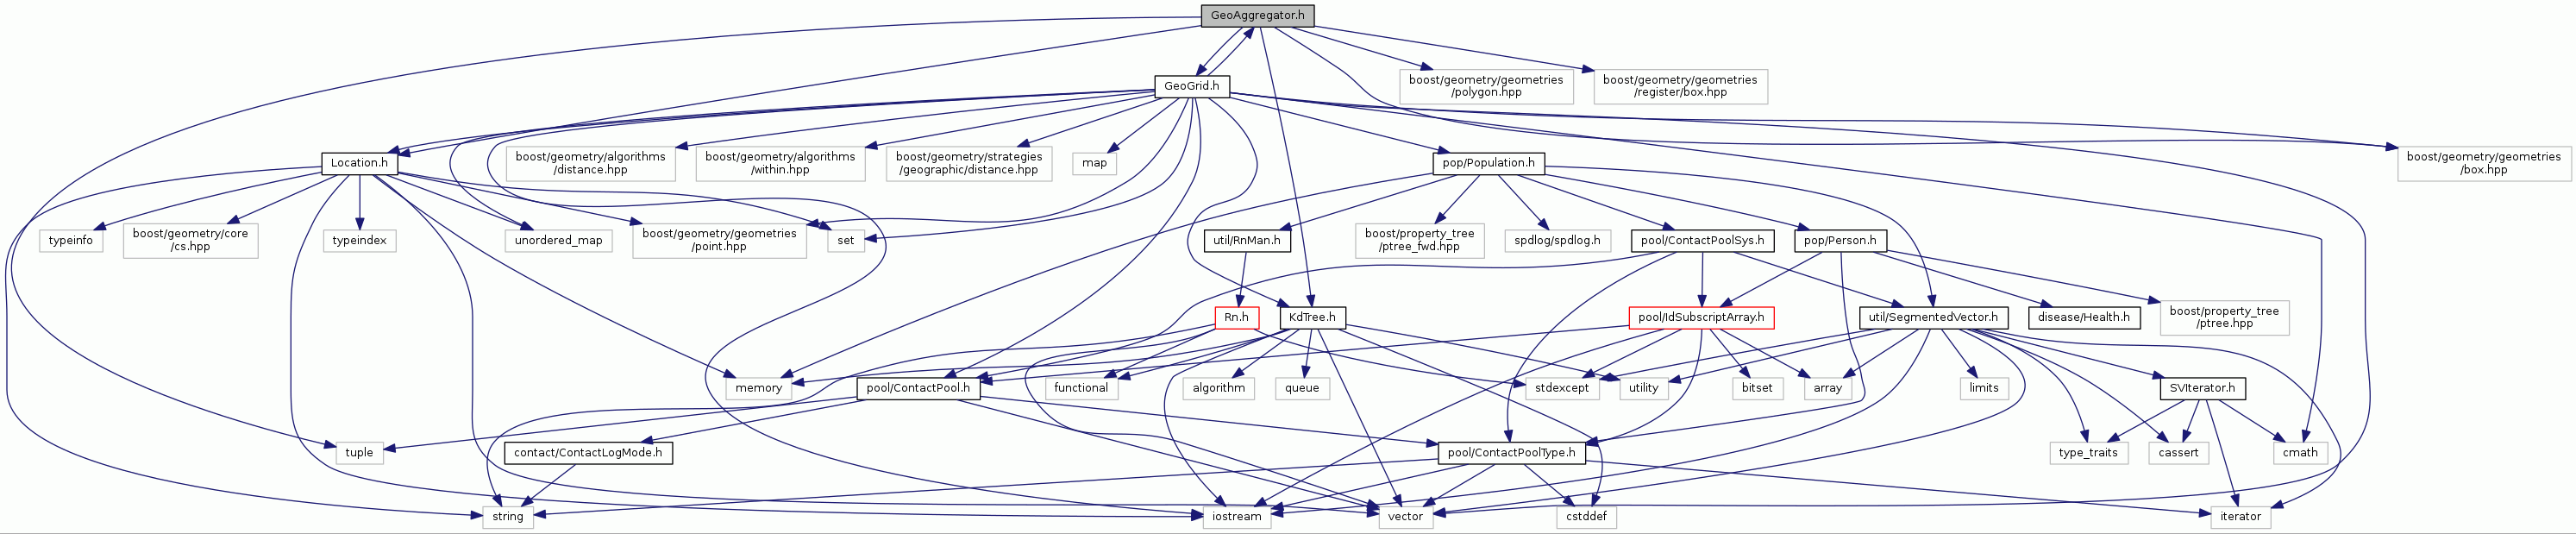 GeoAggregator.h
GeoGrid.h
boost/geometry/geometries
/polygon.hpp
boost/geometry/geometries
/register/box.hpp
Location.h
boost/geometry/algorithms
/distance.hpp
boost/geometry/algorithms
/within.hpp
boost/geometry/strategies
/geographic/distance.hpp
map
pop/Population.h
boost/geometry/geometries
/box.hpp
typeinfo
boost/geometry/core
/cs.hpp
typeindex
unordered_map
boost/geometry/geometries
/point.hpp
set
util/RnMan.h
boost/property_tree
/ptree_fwd.hpp
spdlog/spdlog.h
pool/ContactPoolSys.h
pop/Person.h
Rn.h
KdTree.h
pool/IdSubscriptArray.h
util/SegmentedVector.h
disease/Health.h
boost/property_tree
/ptree.hpp
memory
pool/ContactPool.h
functional
algorithm
queue
stdexcept
utility
bitset
array
limits
SVIterator.h
tuple
contact/ContactLogMode.h
pool/ContactPoolType.h
type_traits
cassert
cmath
string
iostream
vector
cstddef
iterator